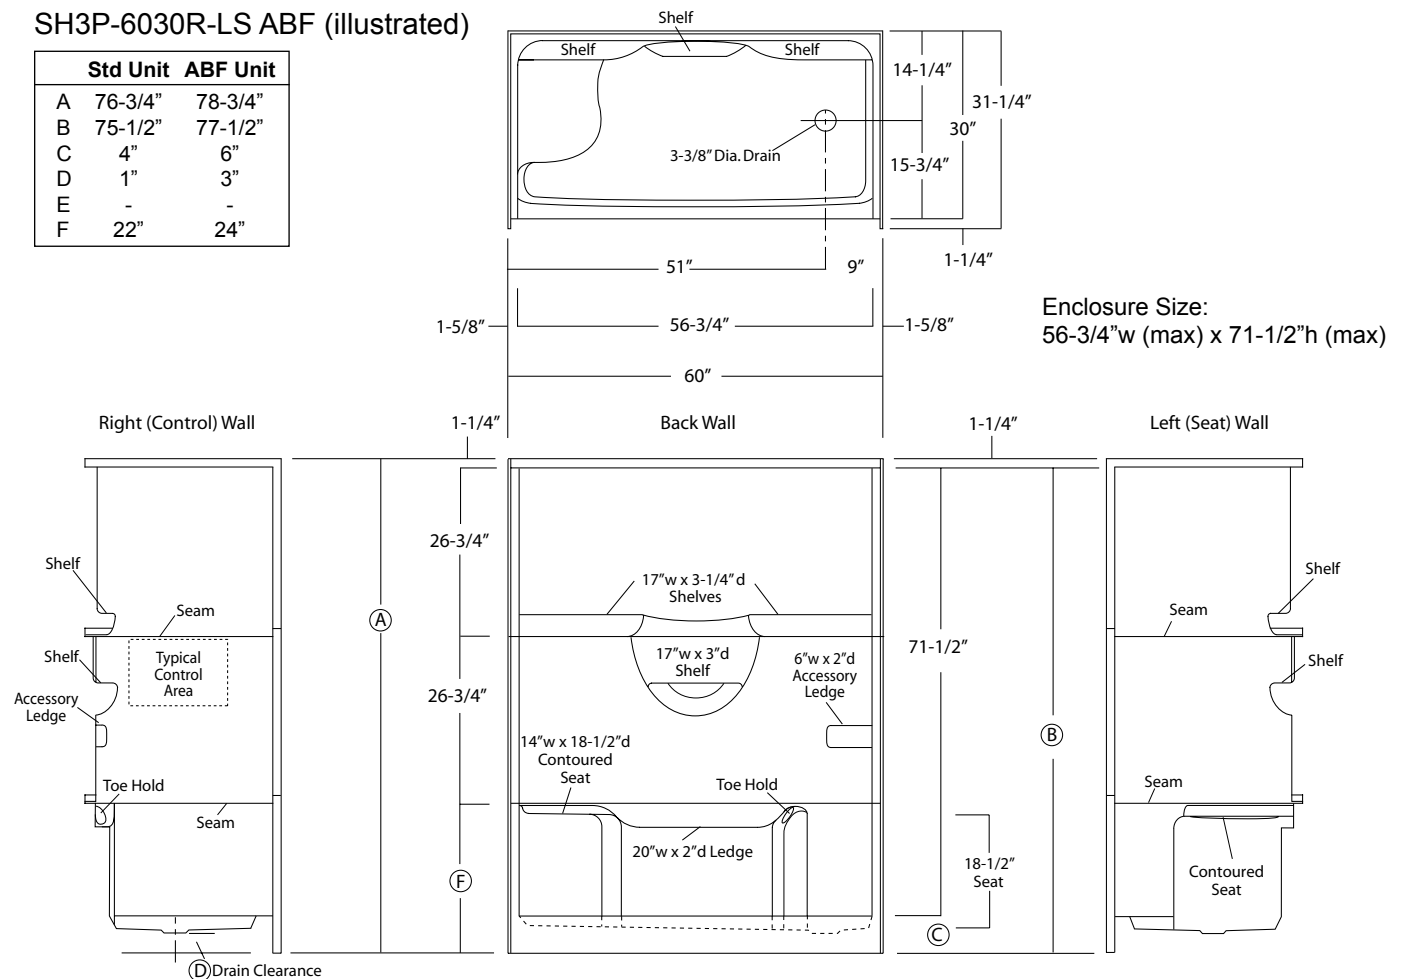 SH3P-6030R-LS ABF (illustrated)
Std Unit ABF Unit
A 76-3/4” 78-3/4”
B 75-1/2” 77-1/2”
C 4” 6”
D 1” 3”
E - -
F 22” 24”
Shelf
Shelf
Shelf
14-1/4”
31-1/4”
30”
3-3/8” Dia. Drain
15-3/4”
1-1/4”
51”
9”
1-5/8”
56-3/4”
1-5/8”
60”
Enclosure Size:
56-3/4”w (max) x 71-1/2”h (max)
Right (Control) Wall
1-1/4”
Back Wall
1-1/4”
Left (Seat) Wall
Shelf
Seam
Shelf
Typical
Control
Area
Accessory
Ledge
Toe Hold
Seam
D Drain Clearance
A
26-3/4”
26-3/4”
F
17”w x 3-1/4”d
Shelves
17”w x 3”d
Shelf
6”w x 2”d
Accessory
Ledge
14”w x 18-1/2”d
Contoured
Seat
Toe Hold
20”w x 2”d Ledge
71-1/2”
B
18-1/2”
Seat
C
Shelf
Seam
Shelf
Seam
Contoured
Seat